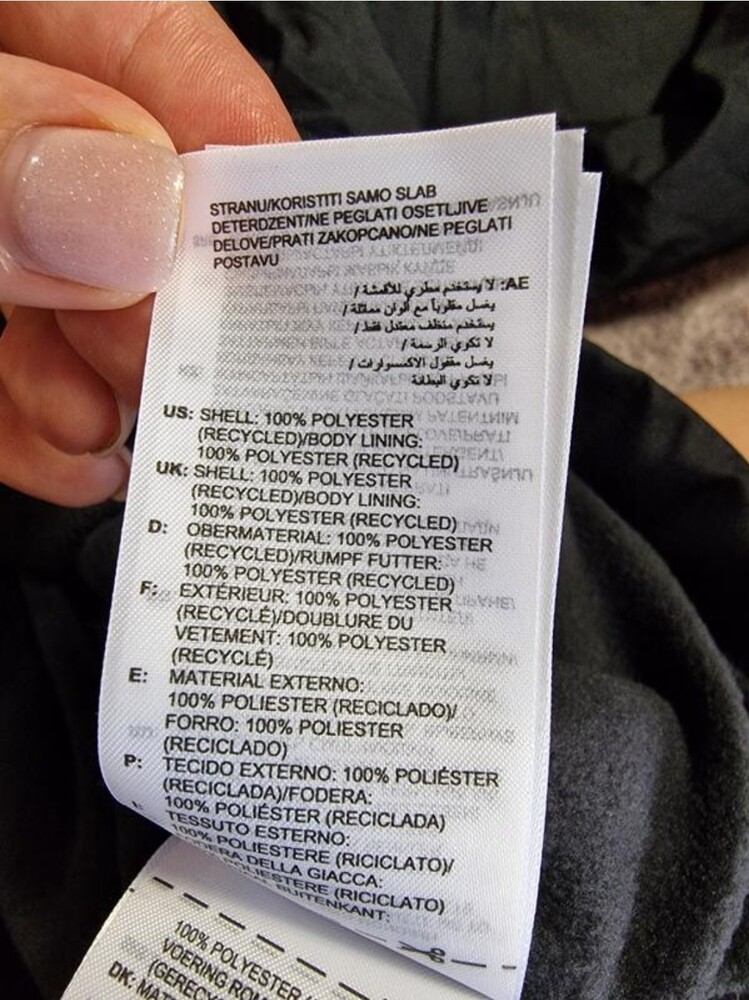 STRANU/KORISTITI SAMO SLAB
DETERDZENT/NE PEGLATI OSETLJIVE
DELOVE/PRATI ZAKOPCANO/NE PEGLATI
POSTAVU
AE: لا يستخدم مطري للأقمشة /
يغسل مقلوباً مع ألوان مماثلة /
يستخدم منظف معتدل فقط /
لا تكوي الرسمة /
يغسل مقفول الاكسسوارات /
لا تكوي البطانة
US: SHELL: 100% POLYESTER
(RECYCLED)/BODY LINING:
100% POLYESTER (RECYCLED)
UK: SHELL: 100% POLYESTER
(RECYCLED)/BODY LINING:
100% POLYESTER (RECYCLED)
D: OBERMATERIAL: 100% POLYESTER
(RECYCLED)/RUMPF FUTTER:
100% POLYESTER (RECYCLED)
F: EXTÉRIEUR: 100% POLYESTER
(RECYCLÉ)/DOUBLURE DU
VETEMENT: 100% POLYESTER
(RECYCLÉ)
E: MATERIAL EXTERNO:
100% POLIESTER (RECICLADO)/
FORRO: 100% POLIESTER
(RECICLADO)
P: TECIDO EXTERNO: 100% POLIÉSTER
(RECICLADA)/FODERA:
100% POLIÉSTER (RECICLADA)
I: TESSUTO ESTERNO:
100% POLIESTERE (RICICLATO)/
FODERA DELLA GIACCA:
POLIESTERE (RICICLATO)
BUITENKANT:
100% POLYESTER
VOERING
DK: